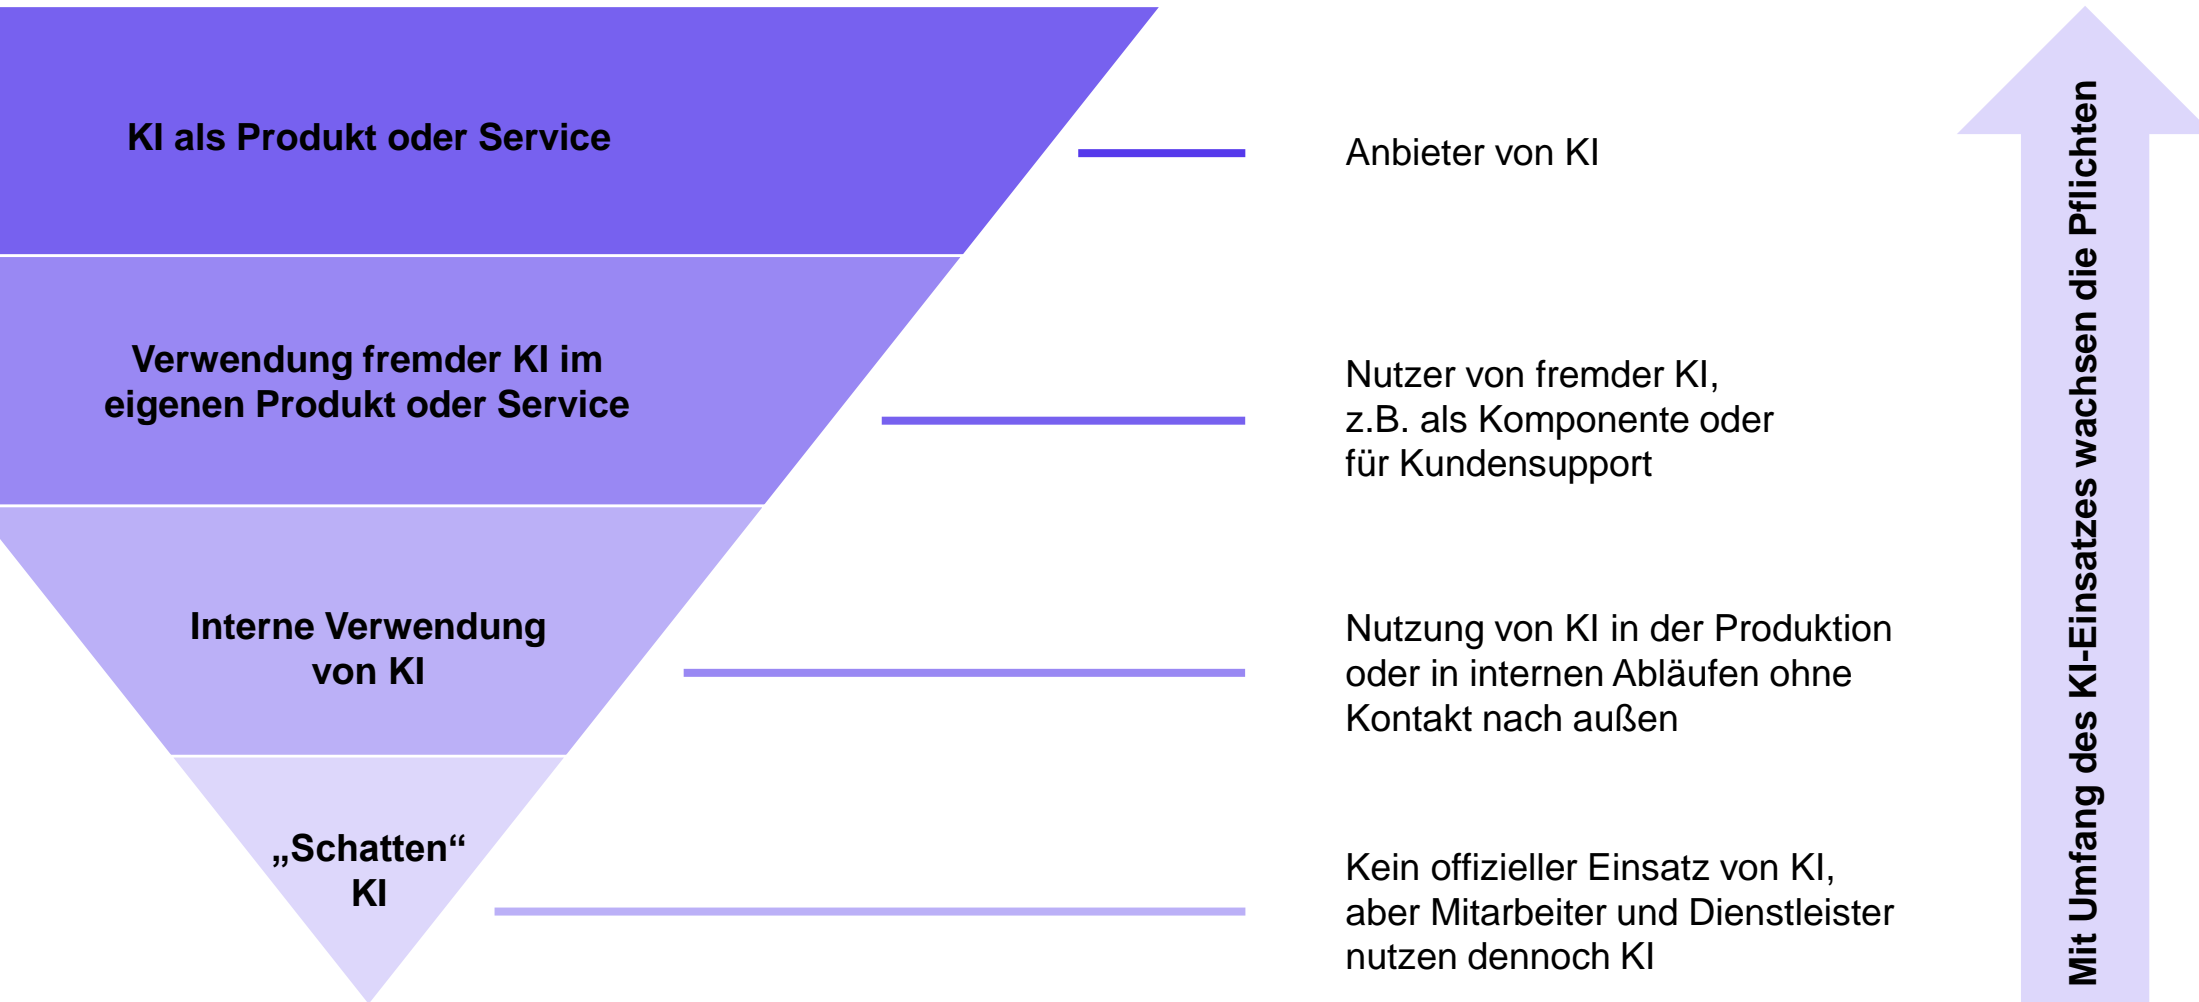 KI als Produkt oder Service
Anbieter von KI
Verwendung fremder KI im
eigenen Produkt oder Service
Nutzer von fremder KI,
z.B. als Komponente oder
für Kundensupport
Interne Verwendung
von KI
Nutzung von KI in der Produktion
oder in internen Abläufen ohne
Kontakt nach außen
„Schatten“
KI
Kein offizieller Einsatz von KI,
aber Mitarbeiter und Dienstleister
nutzen dennoch KI
Mit Umfang des KI-Einsatzes wachsen die Pflichten